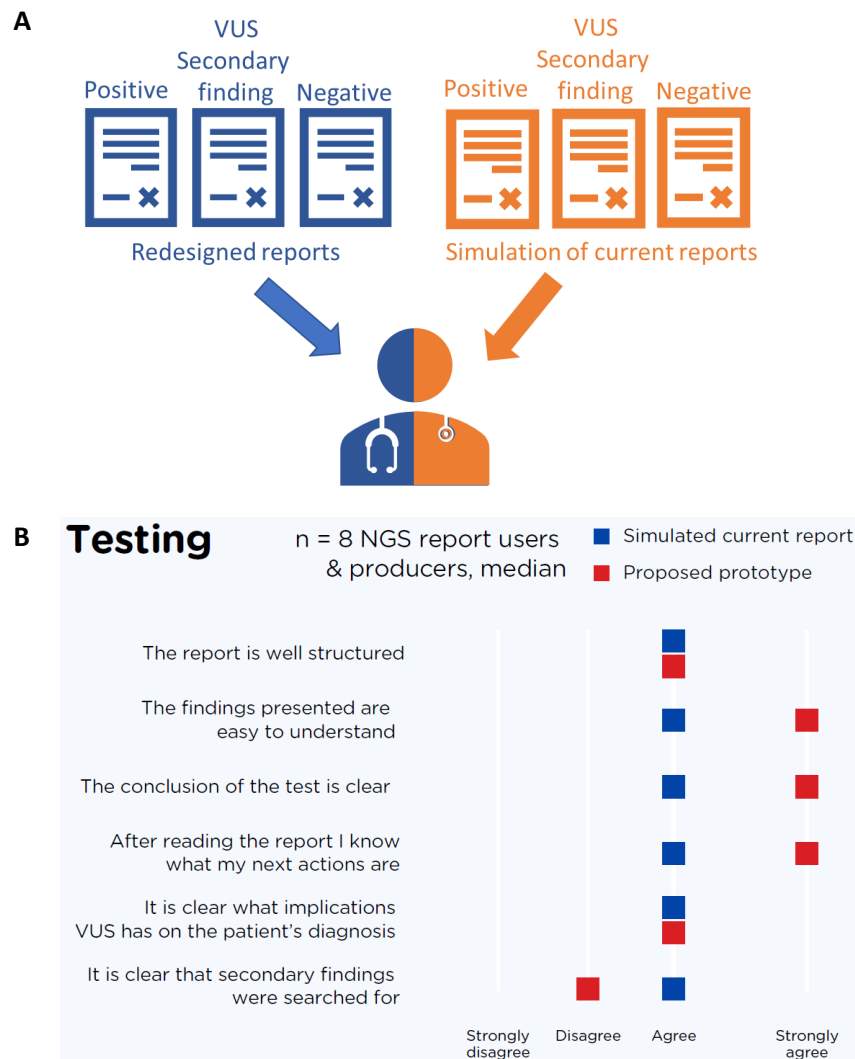 A
VUS
Secondary
Positive finding Negative
VUS
Secondary
Positive finding Negative
Redesigned reports
Simulation of current reports
B
Testing
n = 8 NGS report users
& producers, median
Simulated current report
Proposed prototype
The report is well structured
The findings presented are
easy to understand
The conclusion of the test is clear
After reading the report I know
what my next actions are
It is clear what implications
VUS has on the patient's diagnosis
It is clear that secondary findings
were searched for
Strongly
disagree
Disagree
Agree
Strongly
agree